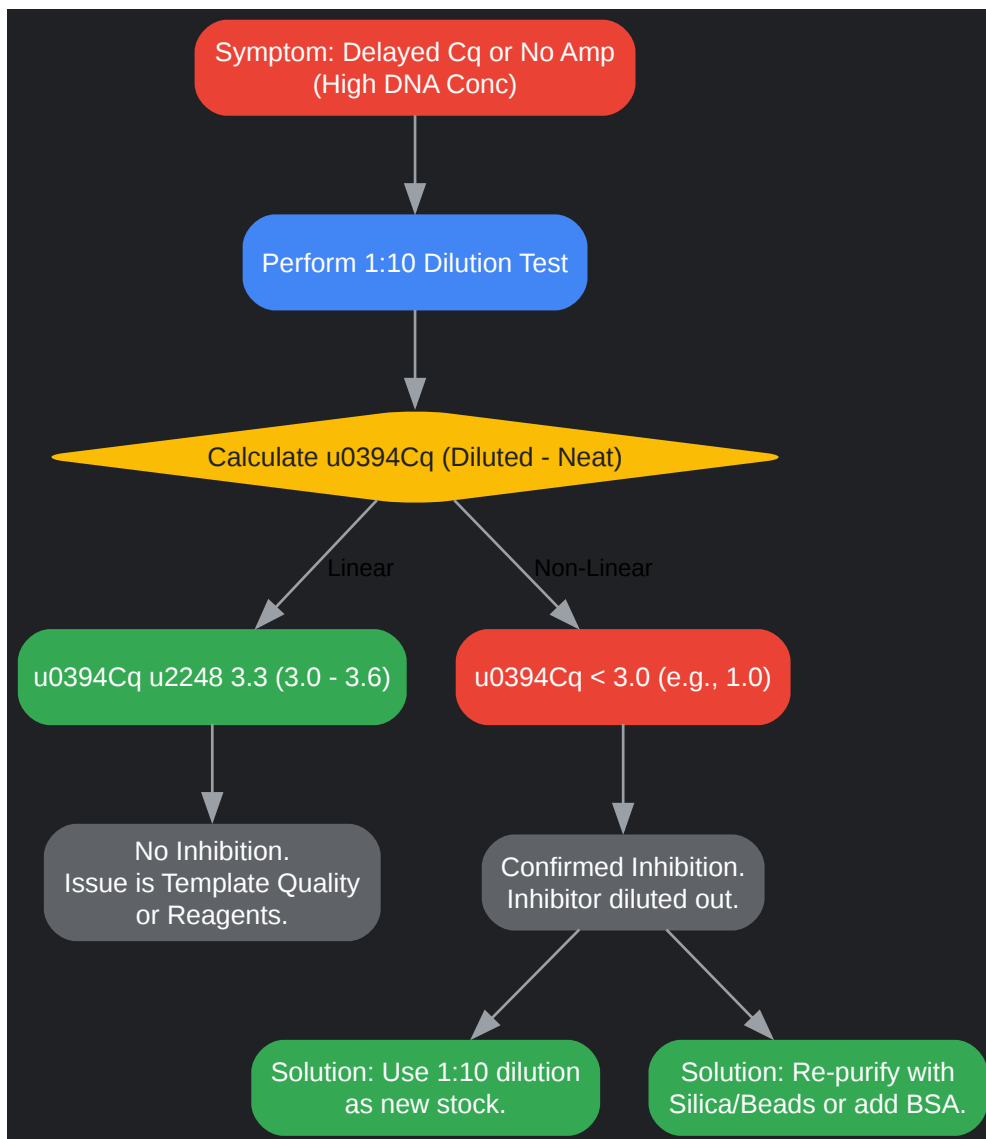 Symptom: Delayed Cq or No Amp
(High DNA Conc)
Perform 1:10 Dilution Test
Calculate u0394Cq (Diluted - Neat)
Linear
Non-Linear
u0394Cq u2248 3.3 (3.0 - 3.6)
u0394Cq < 3.0 (e.g., 1.0)
No Inhibition.
Issue is Template Quality
or Reagents.
Confirmed Inhibition.
Inhibitor diluted out.
Solution: Use 1:10 dilution
as new stock.
Solution: Re-purify with
Silica/Beads or add BSA.